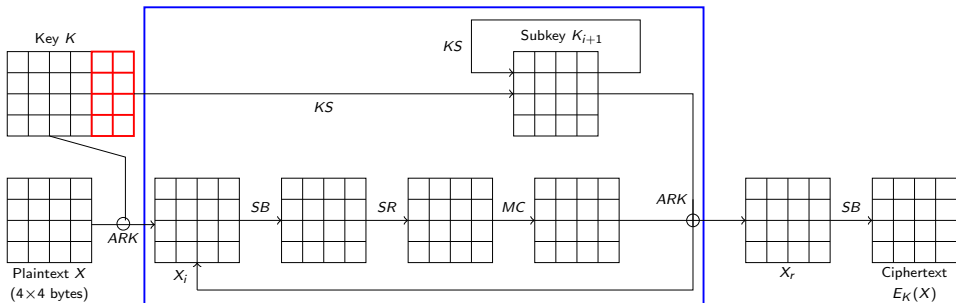 Key K
Subkey K_{i+1}
KS
KS
SB
SR
MC
ARK
SB
ARK
Plaintext X
(4×4 bytes)
X_i
X_r
Ciphertext
E_K(X)